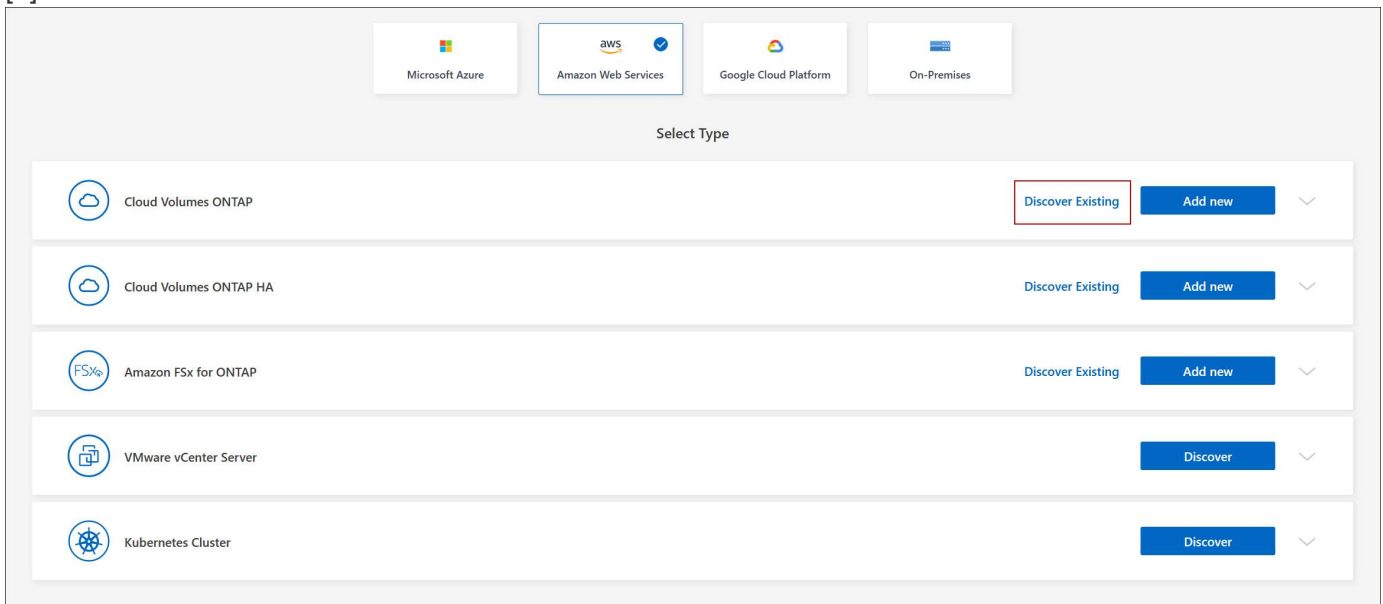 aws
Microsoft Azure
Amazon Web Services
Google Cloud Platform
On-Premises
Select Type
Cloud Volumes ONTAP
Discover Existing
Add new
Cloud Volumes ONTAP HA
Discover Existing
Add new
FSx
Amazon FSx for ONTAP
Discover Existing
Add new
VMware vCenter Server
Discover
Kubernetes Cluster
Discover